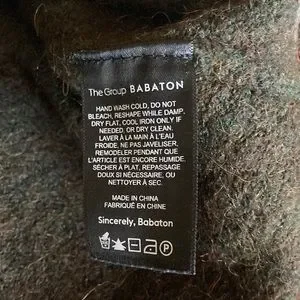 The Group BABATON
HAND WASH COLD, DO NOT
BLEACH, RESHAPE WHILE DAMP.
DRY FLAT, COOL IRON ONLY IF
NEEDED. OR DRY CLEAN.
LAVER À LA MAIN À L'EAU
FROIDE, NE PAS JAVELISER,
REMODELER PENDANT QUE
L'ARTICLE EST ENCORE HUMIDE.
SÉCHER À PLAT, REPASSAGE
DOUX SI NÉCESSAIRE, OU
NETTOYER À SEC.
MADE IN CHINA
FABRIQUÉ EN CHINE
Sincerely, Babaton